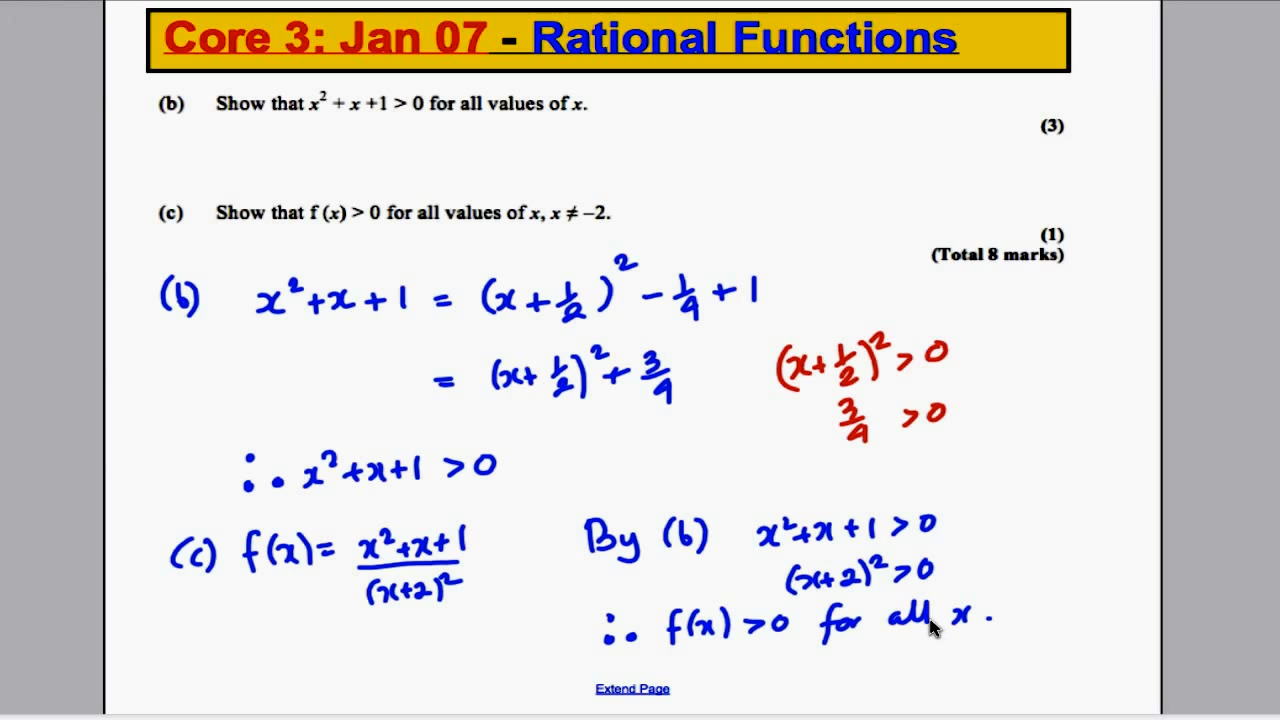 Core 3: Jan 07 - Rational Functions
(b) Show that x² + x +1 > 0 for all values of x.
(3)
(c) Show that f (x) > 0 for all values of x, x ≠ –2.
(1)
(Total 8 marks)
(b) x² + x + 1 = (x + 1/2)² - 1/4 + 1
= (x + 1/2)² + 3/4
(x + 1/2)² > 0
3/4 > 0
∴ x² + x + 1 > 0
(c) f(x) = x² + x + 1 / (x+2)²
By (b) x² + x + 1 > 0
(x+2)² > 0
∴ f(x) > 0 for all x.
Extend Page